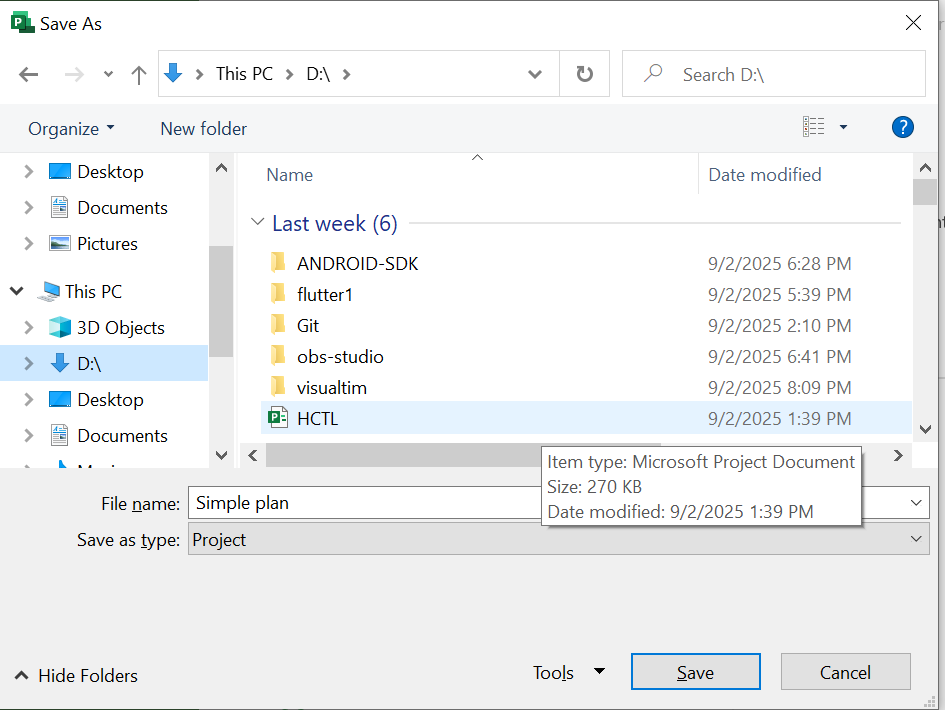 Save As
This PC
D:\
Search D:\
Organize
New folder
?
Desktop
Documents
Pictures
This PC
3D Objects
D:\
Desktop
Documents
Name
Date modified
Last week (6)
ANDROID-SDK 9/2/2025 6:28 PM
flutter1 9/2/2025 5:39 PM
Git 9/2/2025 2:10 PM
obs-studio 9/2/2025 6:41 PM
visualtim 9/2/2025 8:09 PM
HCTL 9/2/2025 1:39 PM
Item type: Microsoft Project Document
Size: 270 KB
Date modified: 9/2/2025 1:39 PM
File name: Simple plan
Save as type: Project
Hide Folders
Tools
Save
Cancel